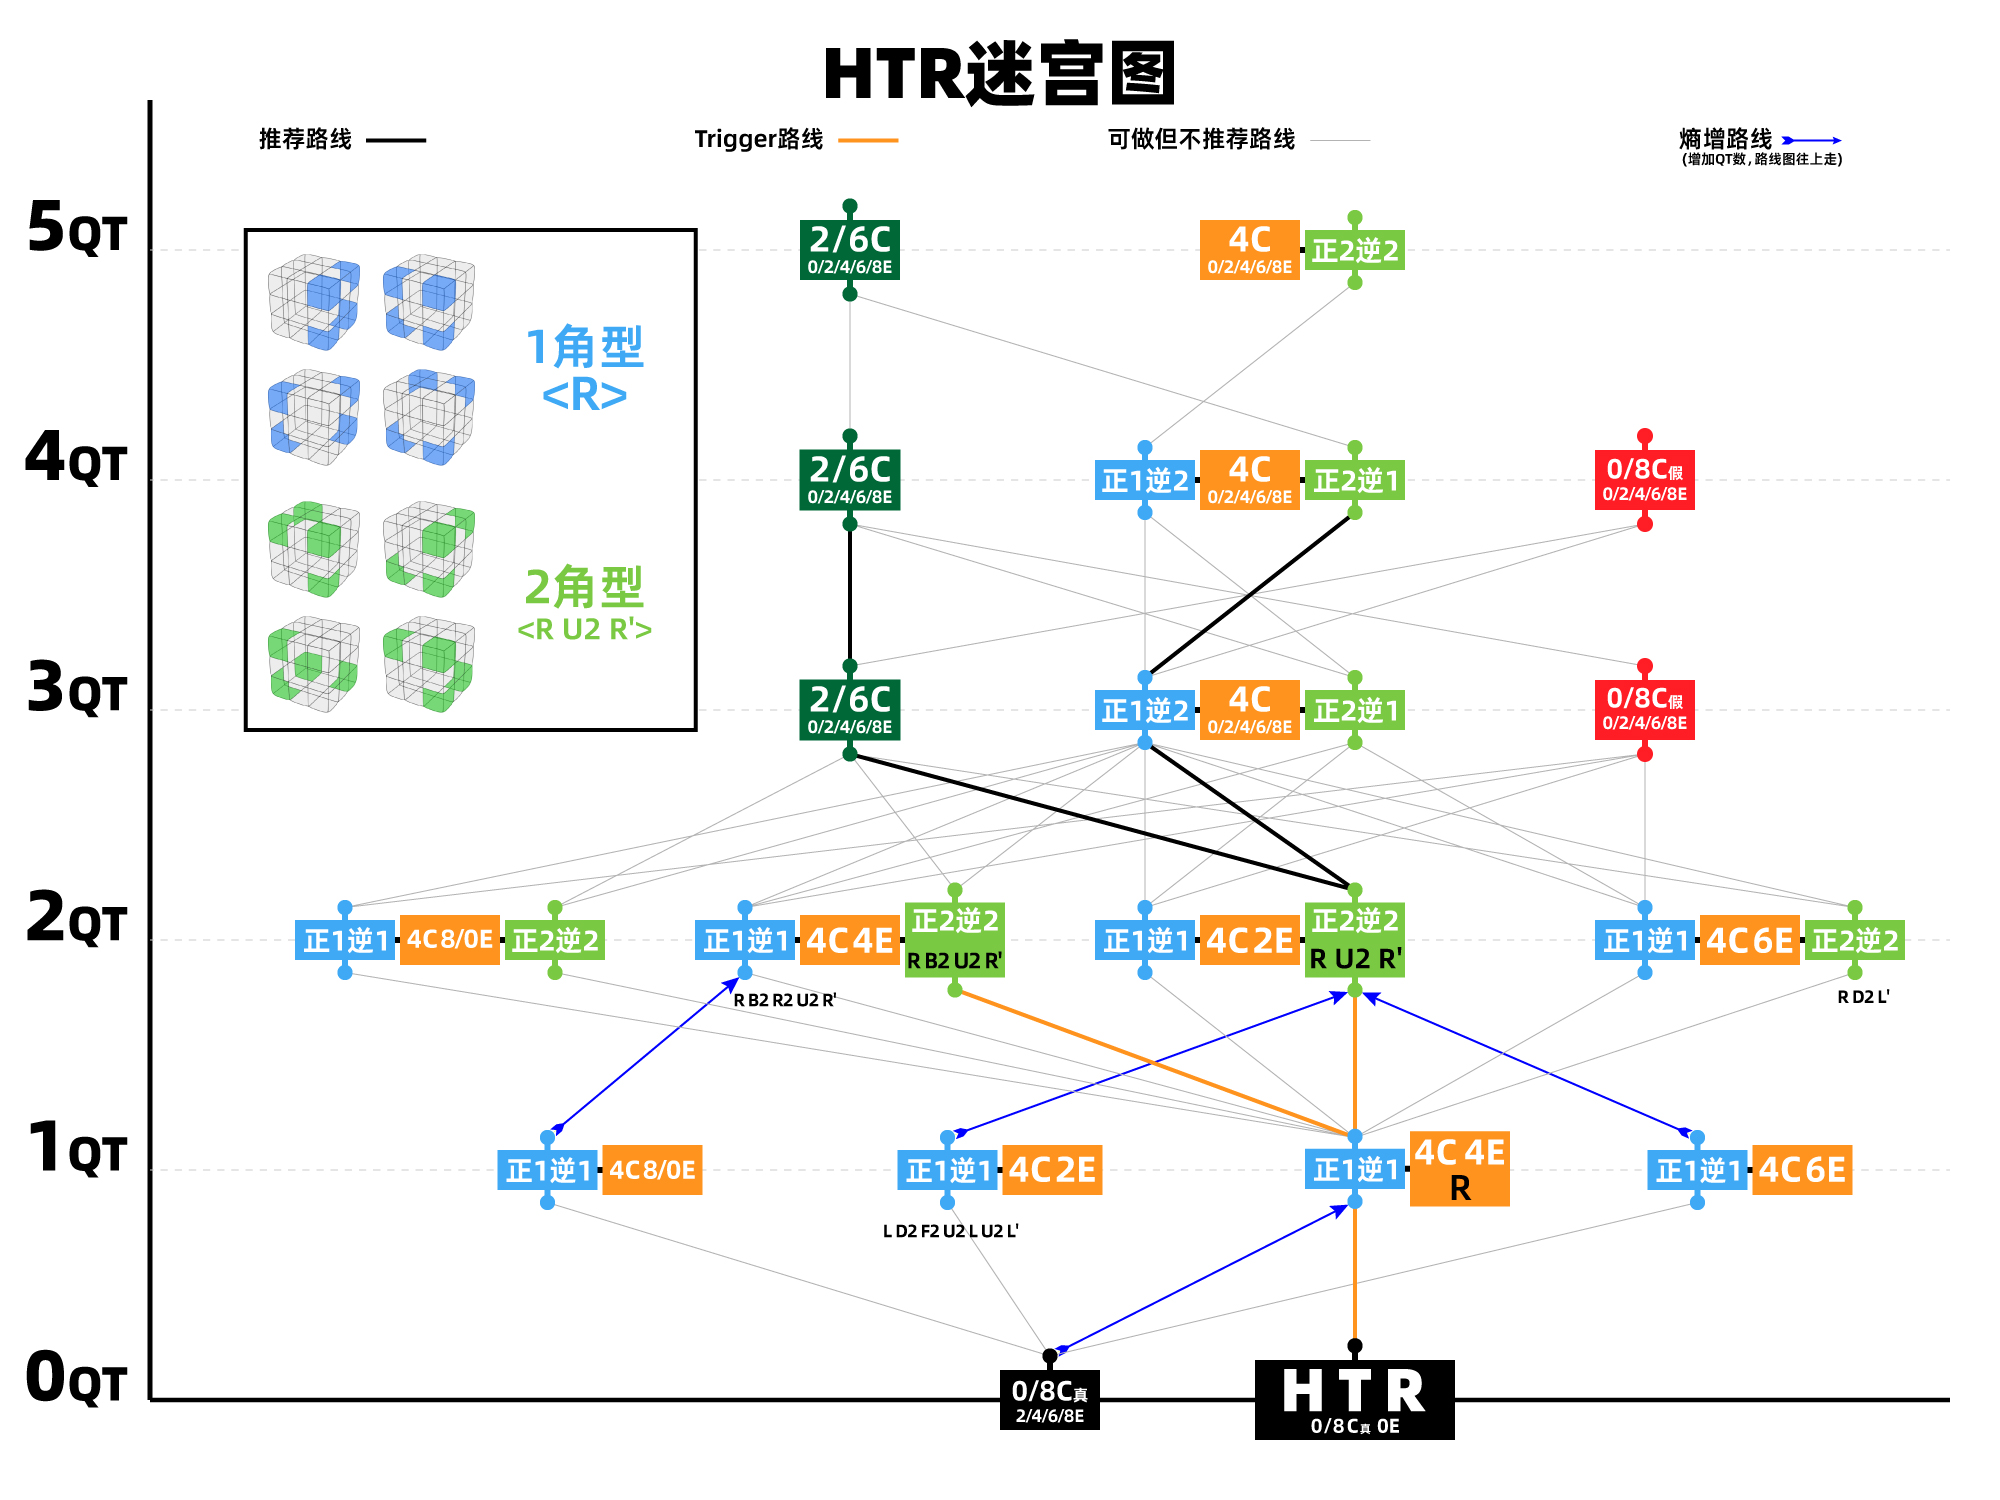 HTR迷宫图
推荐路线
Trigger路线
可做但不推荐路线
熵增路线
(增加QT数，路线图往上走)
5QT
2/6C
0/2/4/6/8E
4C
0/2/4/6/8E
正2逆2
1角型
<R>
2角型
<R U2 R'>
4QT
2/6C
0/2/4/6/8E
正1逆2
4C
0/2/4/6/8E
正2逆1
0/8C假
0/2/4/6/8E
3QT
2/6C
0/2/4/6/8E
正1逆2
4C
0/2/4/6/8E
正2逆1
0/8C假
0/2/4/6/8E
2QT
正1逆1
4C8/0E
正2逆2
正1逆1
4C4E
正2逆2
R B2 U2 R'
正1逆1
4C2E
正2逆2
R U2 R'
正1逆1
4C6E
正2逆2
R B2 R2 U2 R'
R D2 L'
1QT
正1逆1
4C8/0E
正1逆1
4C2E
正1逆1
4C 4E
R
正1逆1
4C6E
L D2 F2 U2 L U2 L'
0QT
0/8C真
2/4/6/8E
HTR
0/8C真 0E